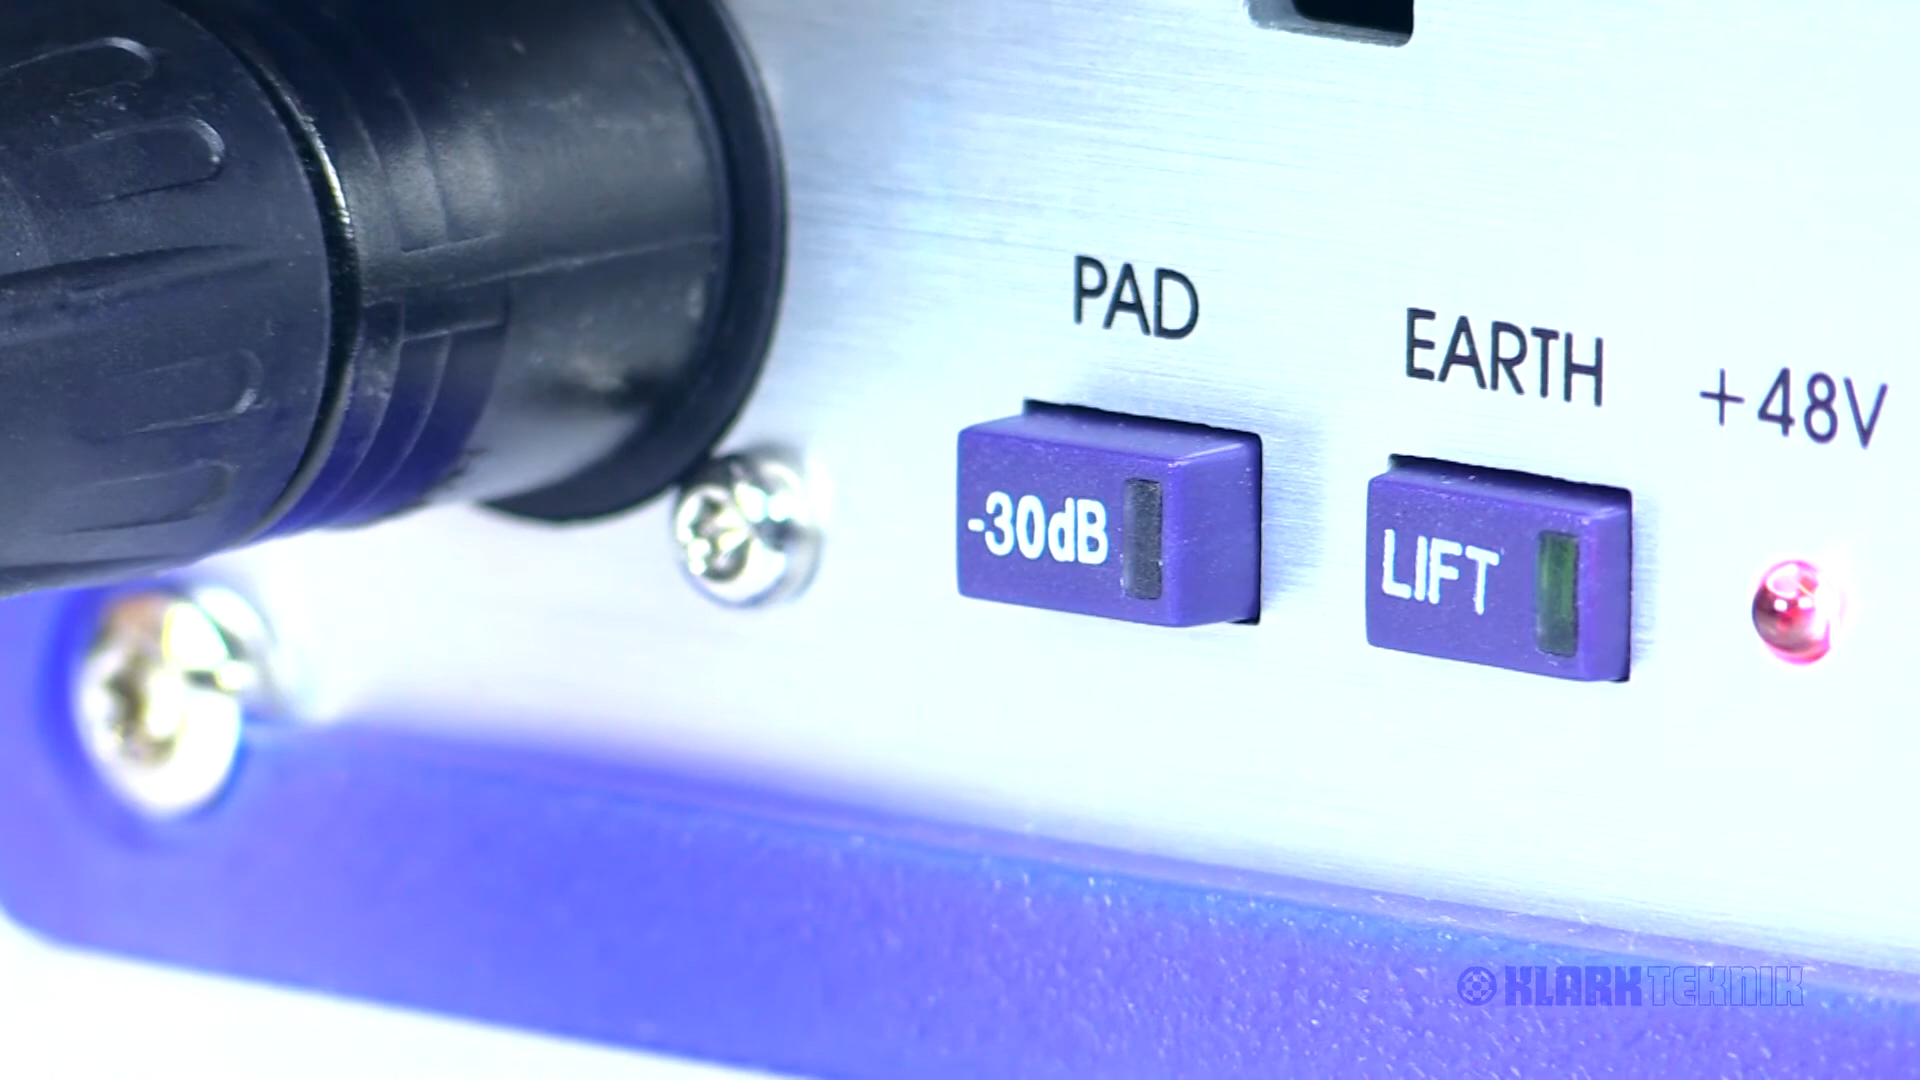 PAD
EARTH
+48V
-30dB
LIFT
KLARKTEKNIK